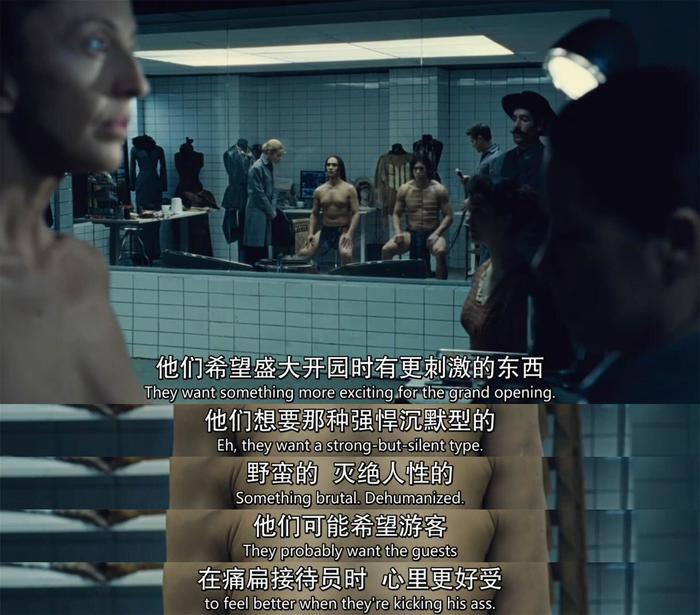 他们希望盛大开园时有更刺激的东西
They want something more exciting for the grand opening.
他们想要那种强悍沉默型的
Eh, they want a strong-but-silent type.
野蛮的 灭绝人性的
Something brutal. Dehumanized.
他们可能希望游客
They probably want the guests
在痛扁接待员时 心里更好受
to feel better when they're kicking his ass.